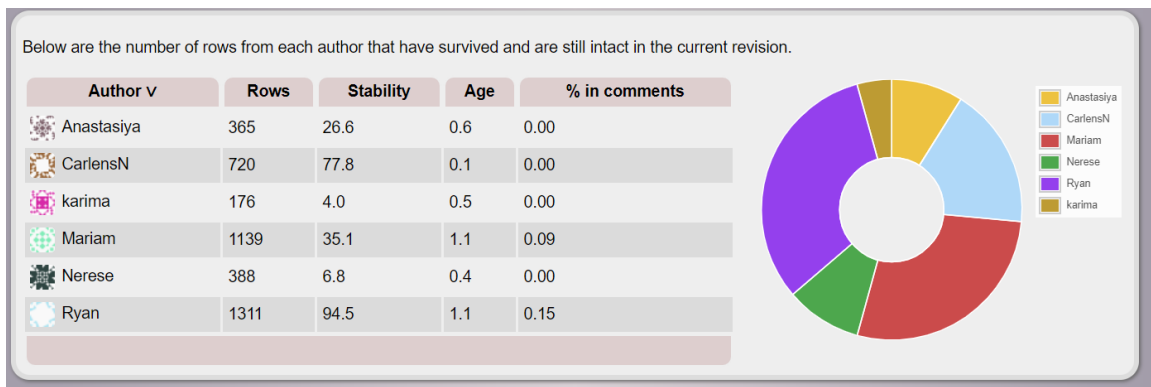 Below are the number of rows from each author that have survived and are still intact in the current revision.
Author ∨ Rows Stability Age % in comments
Anastasiya 365 26.6 0.6 0.00
CarlensN 720 77.8 0.1 0.00
karima 176 4.0 0.5 0.00
Mariam 1139 35.1 1.1 0.09
Nerese 388 6.8 0.4 0.00
Ryan 1311 94.5 1.1 0.15
Anastasiya
CarlensN
Mariam
Nerese
Ryan
karima